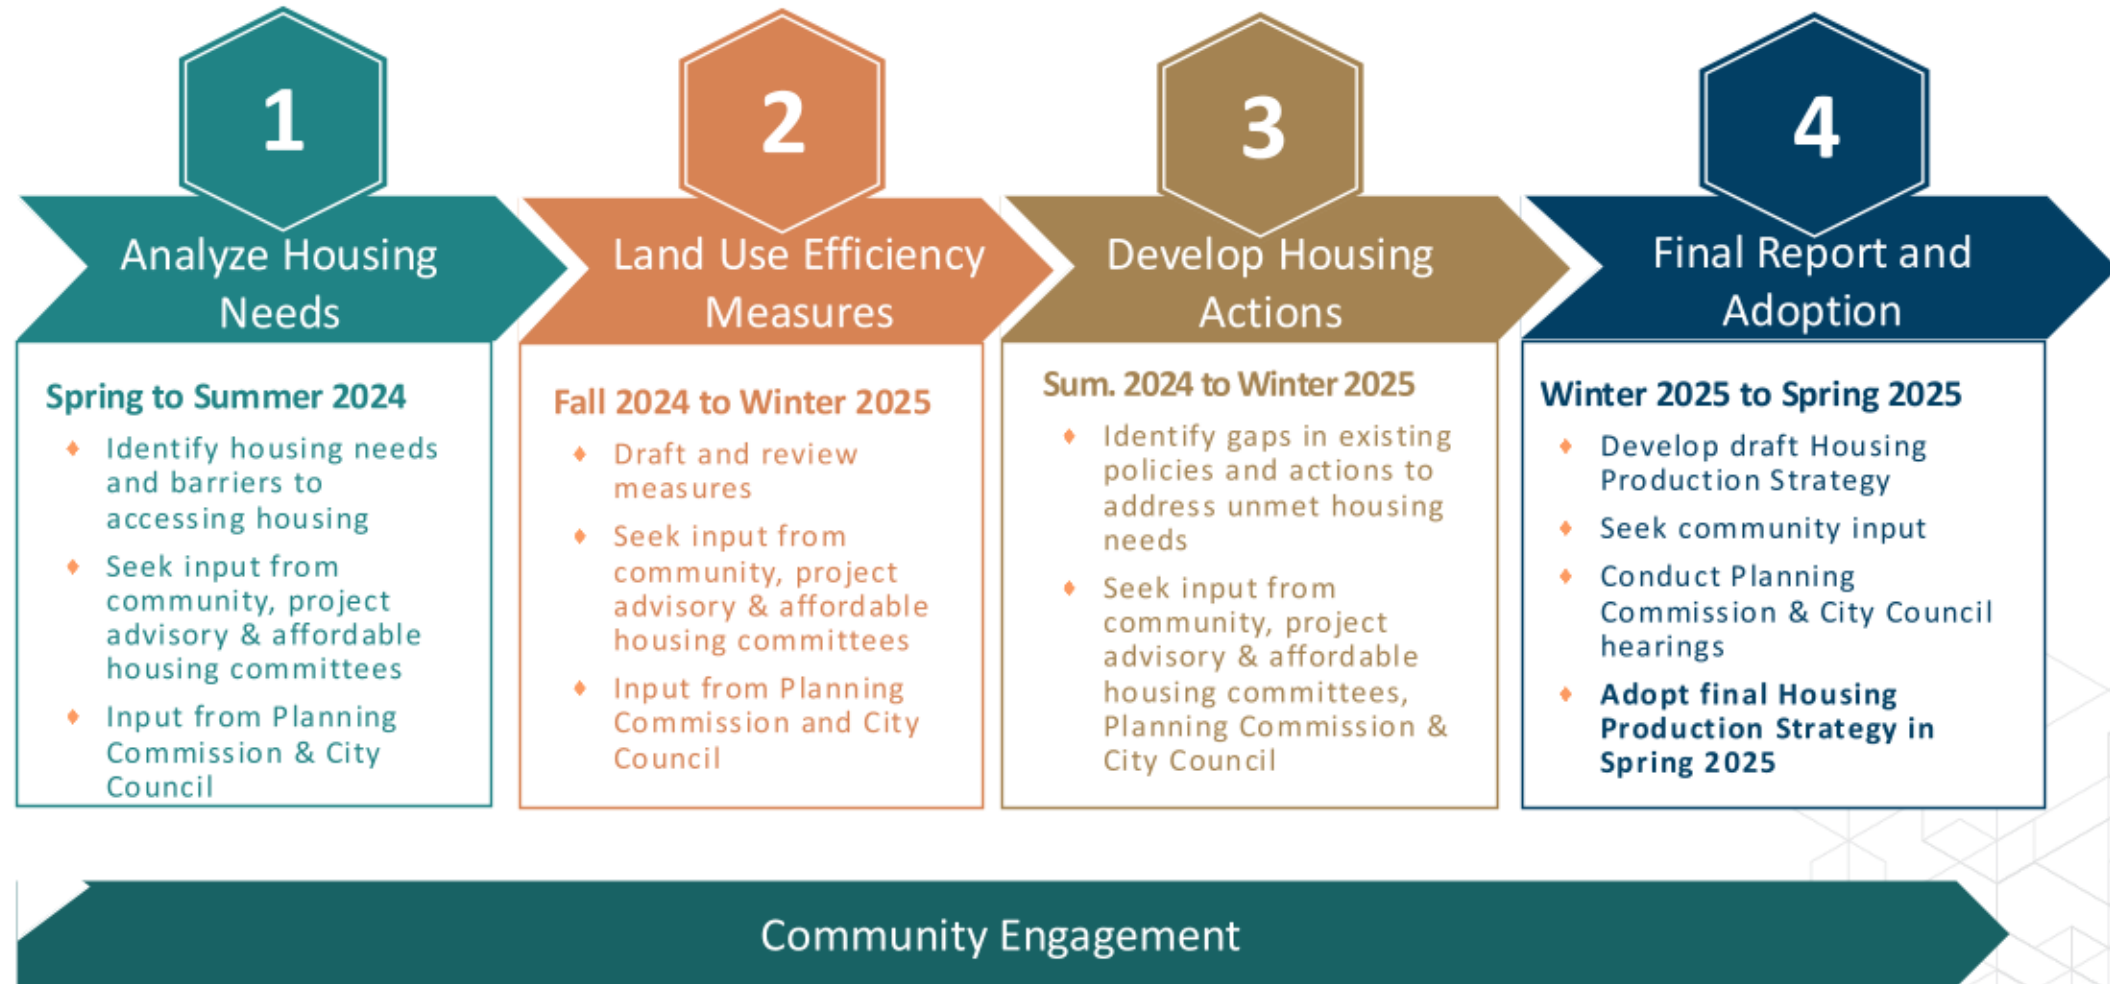 1
Analyze Housing
Needs
Spring to Summer 2024
Identify housing needs
and barriers to
accessing housing
Seek input from
community, project
advisory & affordable
housing committees
Input from Planning
Commission & City
Council
2
Land Use Efficiency
Measures
Fall 2024 to Winter 2025
Draft and review
measures
Seek input from
community, project
advisory & affordable
housing committees
Input from Planning
Commission and City
Council
3
Develop Housing
Actions
Sum. 2024 to Winter 2025
Identify gaps in existing
policies and actions to
address unmet housing
needs
Seek input from
community, project
advisory & affordable
housing committees,
Planning Commission &
City Council
4
Final Report and
Adoption
Winter 2025 to Spring 2025
Develop draft Housing
Production Strategy
Seek community input
Conduct Planning
Commission & City Council
hearings
Adopt final Housing
Production Strategy in
Spring 2025
Community Engagement